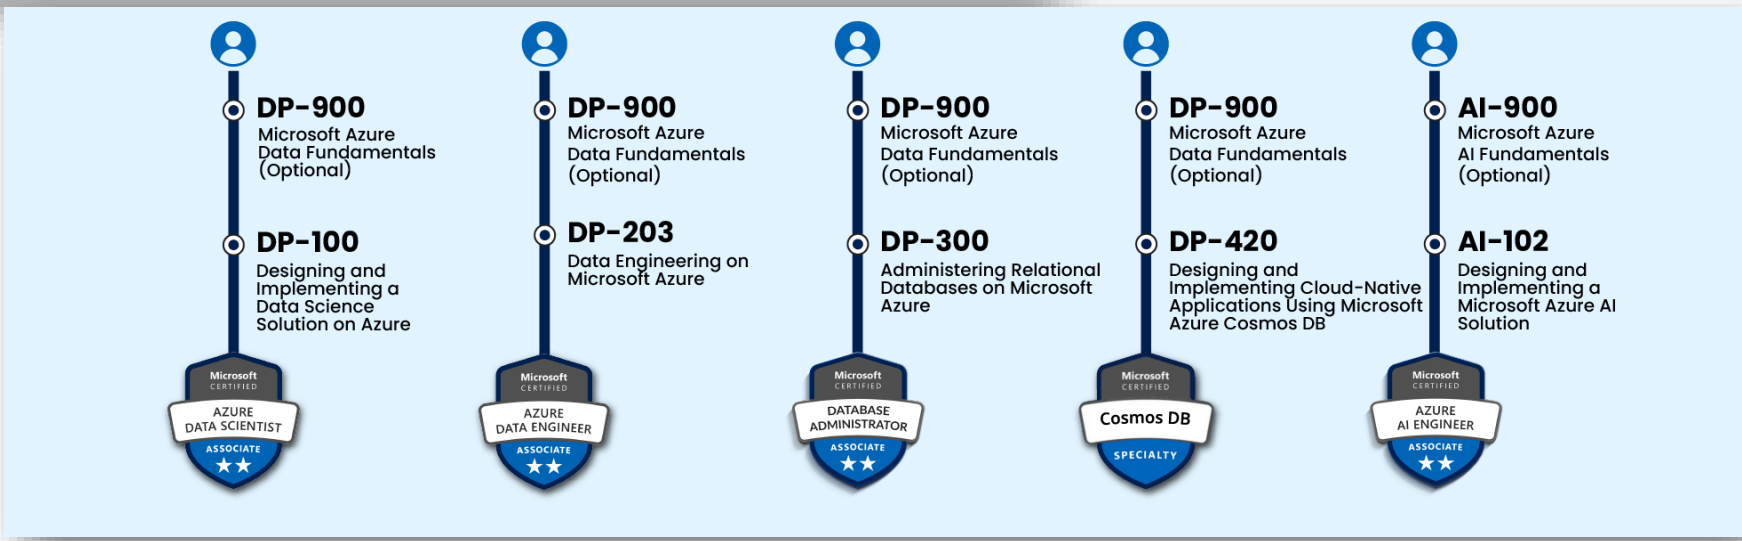 DP-900
Microsoft Azure
Data Fundamentals
(Optional)
DP-100
Designing and
Implementing a
Data Science
Solution on Azure
Microsoft
CERTIFIED
AZURE
DATA SCIENTIST
ASSOCIATE
DP-900
Microsoft Azure
Data Fundamentals
(Optional)
DP-203
Data Engineering on
Microsoft Azure
Microsoft
CERTIFIED
AZURE
DATA ENGINEER
ASSOCIATE
DP-900
Microsoft Azure
Data Fundamentals
(Optional)
DP-300
Administering Relational
Databases on Microsoft
Azure
Microsoft
CERTIFIED
DATABASE
ADMINISTRATOR
ASSOCIATE
DP-900
Microsoft Azure
Data Fundamentals
(Optional)
DP-420
Designing and
Implementing Cloud-Native
Applications Using Microsoft
Azure Cosmos DB
Microsoft
CERTIFIED
Cosmos DB
SPECIALTY
AI-900
Microsoft Azure
AI Fundamentals
(Optional)
AI-102
Designing and
Implementing a
Microsoft Azure AI
Solution
Microsoft
CERTIFIED
AZURE
AI ENGINEER
ASSOCIATE